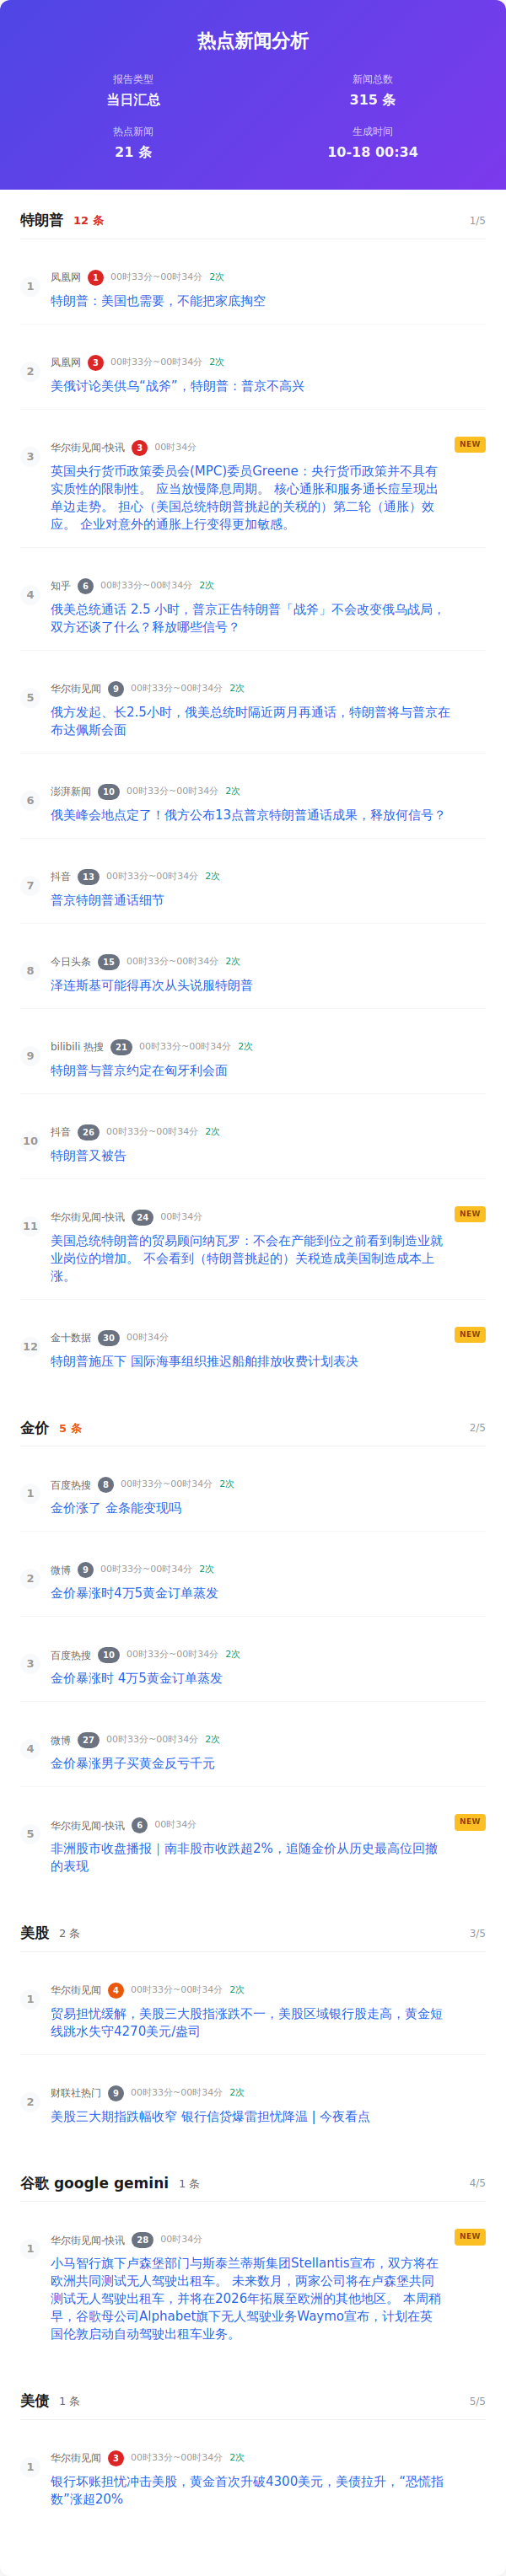 热点新闻分析
报告类型
当日汇总
新闻总数
315 条
热点新闻
21 条
生成时间
10-18 00:34
特朗普 12 条 1/5
1 凤凰网 1 00时33分~00时34分 2次
特朗普：美国也需要，不能把家底掏空
2 凤凰网 3 00时33分~00时34分 2次
美俄讨论美供乌“战斧”，特朗普：普京不高兴
3 华尔街见闻-快讯 3 00时34分 NEW
英国央行货币政策委员会(MPC)委员Greene：央行货币政策并不具有
实质性的限制性。 应当放慢降息周期。 核心通胀和服务通长痘呈现出
单边走势。 担心（美国总统特朗普挑起的关税的）第二轮（通胀）效
应。 企业对意外的通胀上行变得更加敏感。
4 知乎 6 00时33分~00时34分 2次
俄美总统通话 2.5 小时，普京正告特朗普「战斧」不会改变俄乌战局，
双方还谈了什么？释放哪些信号？
5 华尔街见闻 9 00时33分~00时34分 2次
俄方发起、长2.5小时，俄美总统时隔近两月再通话，特朗普将与普京在
布达佩斯会面
6 澎湃新闻 10 00时33分~00时34分 2次
俄美峰会地点定了！俄方公布13点普京特朗普通话成果，释放何信号？
7 抖音 13 00时33分~00时34分 2次
普京特朗普通话细节
8 今日头条 15 00时33分~00时34分 2次
泽连斯基可能得再次从头说服特朗普
9 bilibili 热搜 21 00时33分~00时34分 2次
特朗普与普京约定在匈牙利会面
10 抖音 26 00时33分~00时34分 2次
特朗普又被告
11 华尔街见闻-快讯 24 00时34分 NEW
美国总统特朗普的贸易顾问纳瓦罗：不会在产能到位之前看到制造业就
业岗位的增加。 不会看到（特朗普挑起的）关税造成美国制造成本上
涨。
12 金十数据 30 00时34分 NEW
特朗普施压下 国际海事组织推迟船舶排放收费计划表决
金价 5 条 2/5
1 百度热搜 8 00时33分~00时34分 2次
金价涨了 金条能变现吗
2 微博 9 00时33分~00时34分 2次
金价暴涨时4万5黄金订单蒸发
3 百度热搜 10 00时33分~00时34分 2次
金价暴涨时 4万5黄金订单蒸发
4 微博 27 00时33分~00时34分 2次
金价暴涨男子买黄金反亏千元
5 华尔街见闻-快讯 6 00时34分 NEW
非洲股市收盘播报｜南非股市收跌超2%，追随金价从历史最高位回撤
的表现
美股 2 条 3/5
1 华尔街见闻 4 00时33分~00时34分 2次
贸易担忧缓解，美股三大股指涨跌不一，美股区域银行股走高，黄金短
线跳水失守4270美元/盎司
2 财联社热门 9 00时33分~00时34分 2次
美股三大期指跌幅收窄 银行信贷爆雷担忧降温 | 今夜看点
谷歌 google gemini 1 条 4/5
1 华尔街见闻-快讯 28 00时34分 NEW
小马智行旗下卢森堡部门与斯泰兰蒂斯集团Stellantis宣布，双方将在
欧洲共同测试无人驾驶出租车。 未来数月，两家公司将在卢森堡共同
测试无人驾驶出租车，并将在2026年拓展至欧洲的其他地区。 本周稍
早，谷歌母公司Alphabet旗下无人驾驶业务Waymo宣布，计划在英
国伦敦启动自动驾驶出租车业务。
美债 1 条 5/5
1 华尔街见闻 3 00时33分~00时34分 2次
银行坏账担忧冲击美股，黄金首次升破4300美元，美债拉升，“恐慌指
数”涨超20%